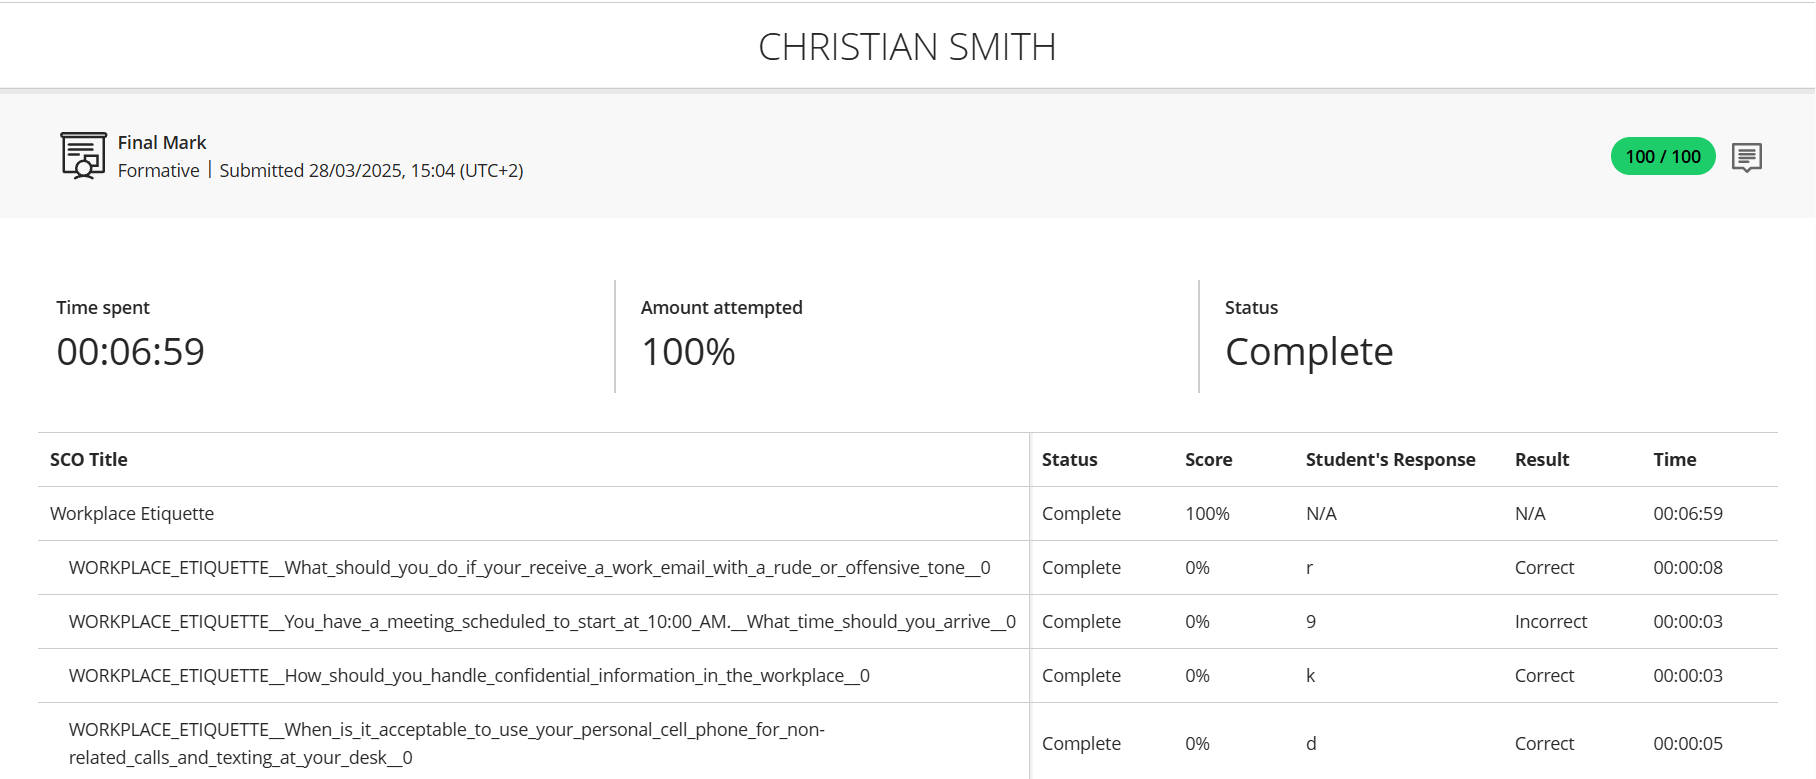 CHRISTIAN SMITH
Final Mark
Formative | Submitted 28/03/2025, 15:04 (UTC+2)
100 / 100
Time spent
00:06:59
Amount attempted
100%
Status
Complete
SCO Title Status Score Student's Response Result Time
Workplace Etiquette Complete 100% N/A N/A 00:06:59
WORKPLACE_ETIQUETTE__What_should_you_do_if_your_receive_a_work_email_with_a_rude_or_offensive_tone__0 Complete 0% r Correct 00:00:08
WORKPLACE_ETIQUETTE__You_have_a_meeting_scheduled_to_start_at_10:00_AM.__What_time_should_you_arrive__0 Complete 0% 9 Incorrect 00:00:03
WORKPLACE_ETIQUETTE__How_should_you_handle_confidential_information_in_the_workplace__0 Complete 0% k Correct 00:00:03
WORKPLACE_ETIQUETTE__When_is_it_acceptable_to_use_your_personal_cell_phone_for_non-
related_calls_and_texting_at_your_desk__0 Complete 0% d Correct 00:00:05